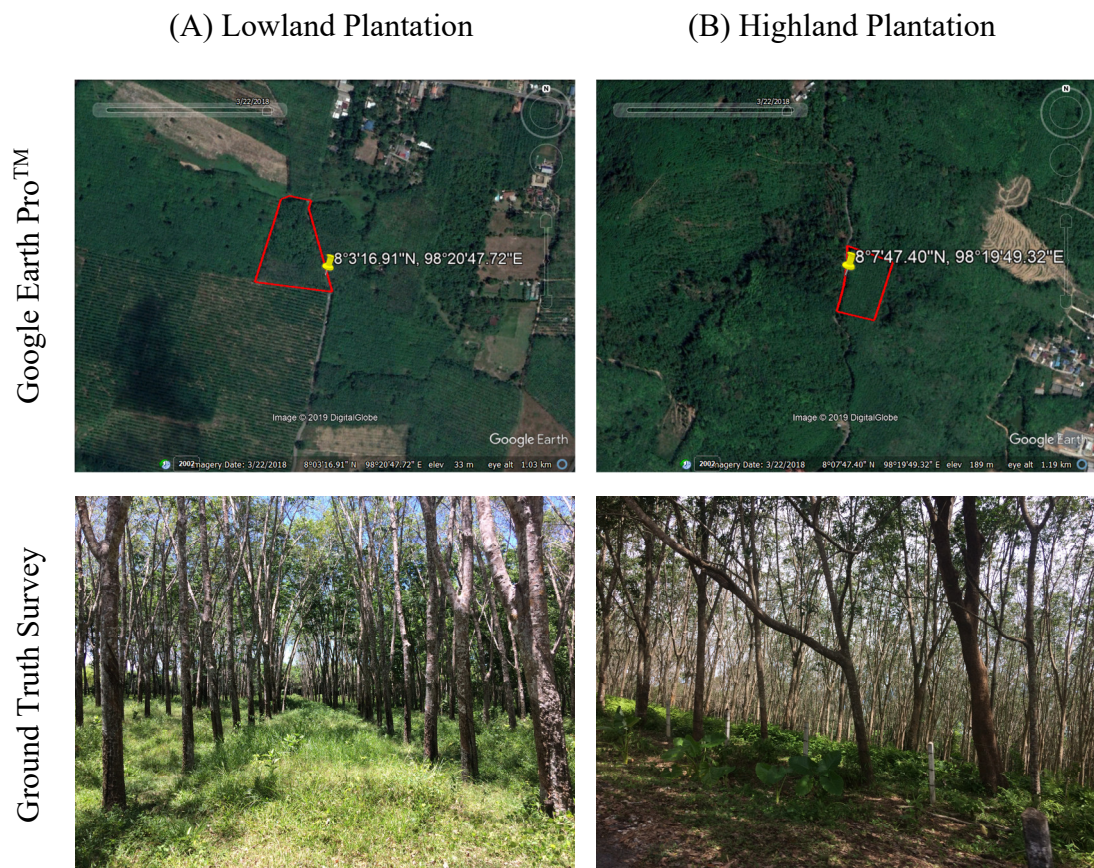 (A) Lowland Plantation
(B) Highland Plantation
Google Earth Pro™
3/22/2018
N
8°3'16.91"N, 98°20'47.72"E
Image © 2019 DigitalGlobe
Google Earth
2002
Imagery Date: 3/22/2018 8°03'16.91" N 98°20'47.72" E elev 33 m eye alt 1.03 km
3/22/2018
N
8°7'47.40"N, 98°19'49.32"E
Image © 2019 DigitalGlobe
Google Earth
2002
Imagery Date: 3/22/2018 8°07'47.40" N 98°19'49.32" E elev 189 m eye alt 1.19 km
Ground Truth Survey